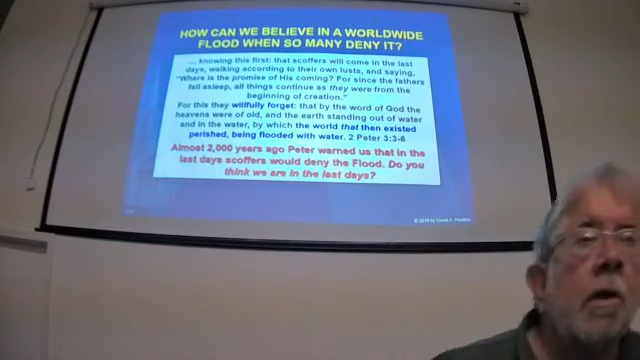 HOW CAN WE BELIEVE IN A WORLDWIDE
FLOOD WHEN SO MANY DENY IT?
... knowing this first: that scoffers will come in the last
days, walking according to their own lusts, and saying,
"Where is the promise of His coming? For since the fathers
fell asleep, all things continue as they were from the
beginning of creation."
For this they willfully forget: that by the word of God the
heavens were of old, and the earth standing out of water
and in the water, by which the world that then existed
perished, being flooded with water. 2 Peter 3:3-6
Almost 2,000 years ago Peter warned us that in the
last days scoffers would deny the Flood. Do you
think we are in the last days?
by David A.